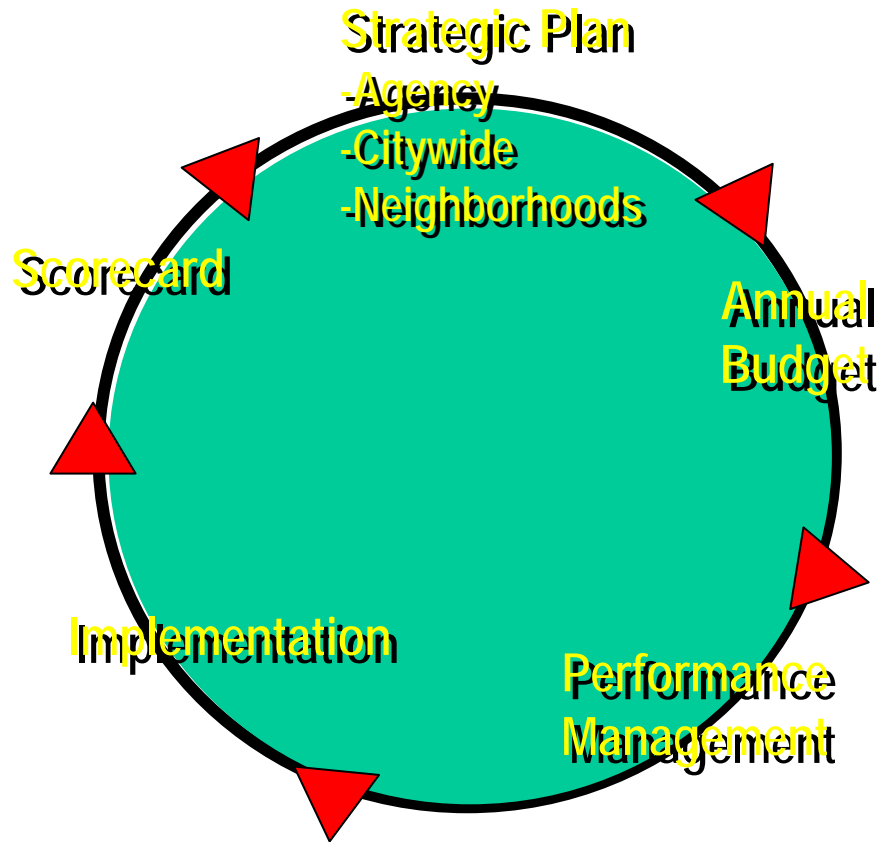 Strategic Plan
-Agency
-Citywide
-Neighborhoods
Scorecard
Annual
Budget
Implementation
Performance
Management